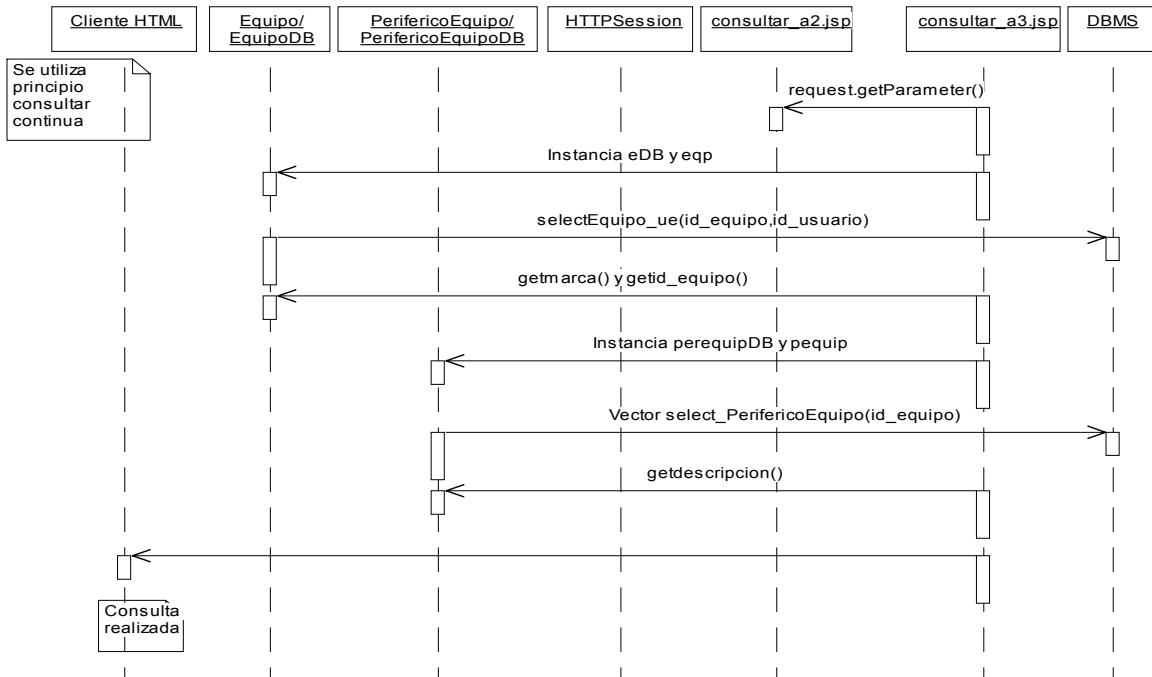 Cliente HTML
Equipo/
EquipoDB
PerifericoEquipo/
PerifericoEquipoDB
HTTPSession
consultar_a2.jsp
consultar_a3.jsp
DBMS
Se utiliza
principio
consultar
continua
request.getParameter()
Instancia eDB y eqp
selectEquipo_ue(id_equipo,id_usuario)
getmarca() y getid_equipo()
Instancia perequipDB y pequip
Vector select_PerifericoEquipo(id_equipo)
getdescripcion()
Consulta
realizada